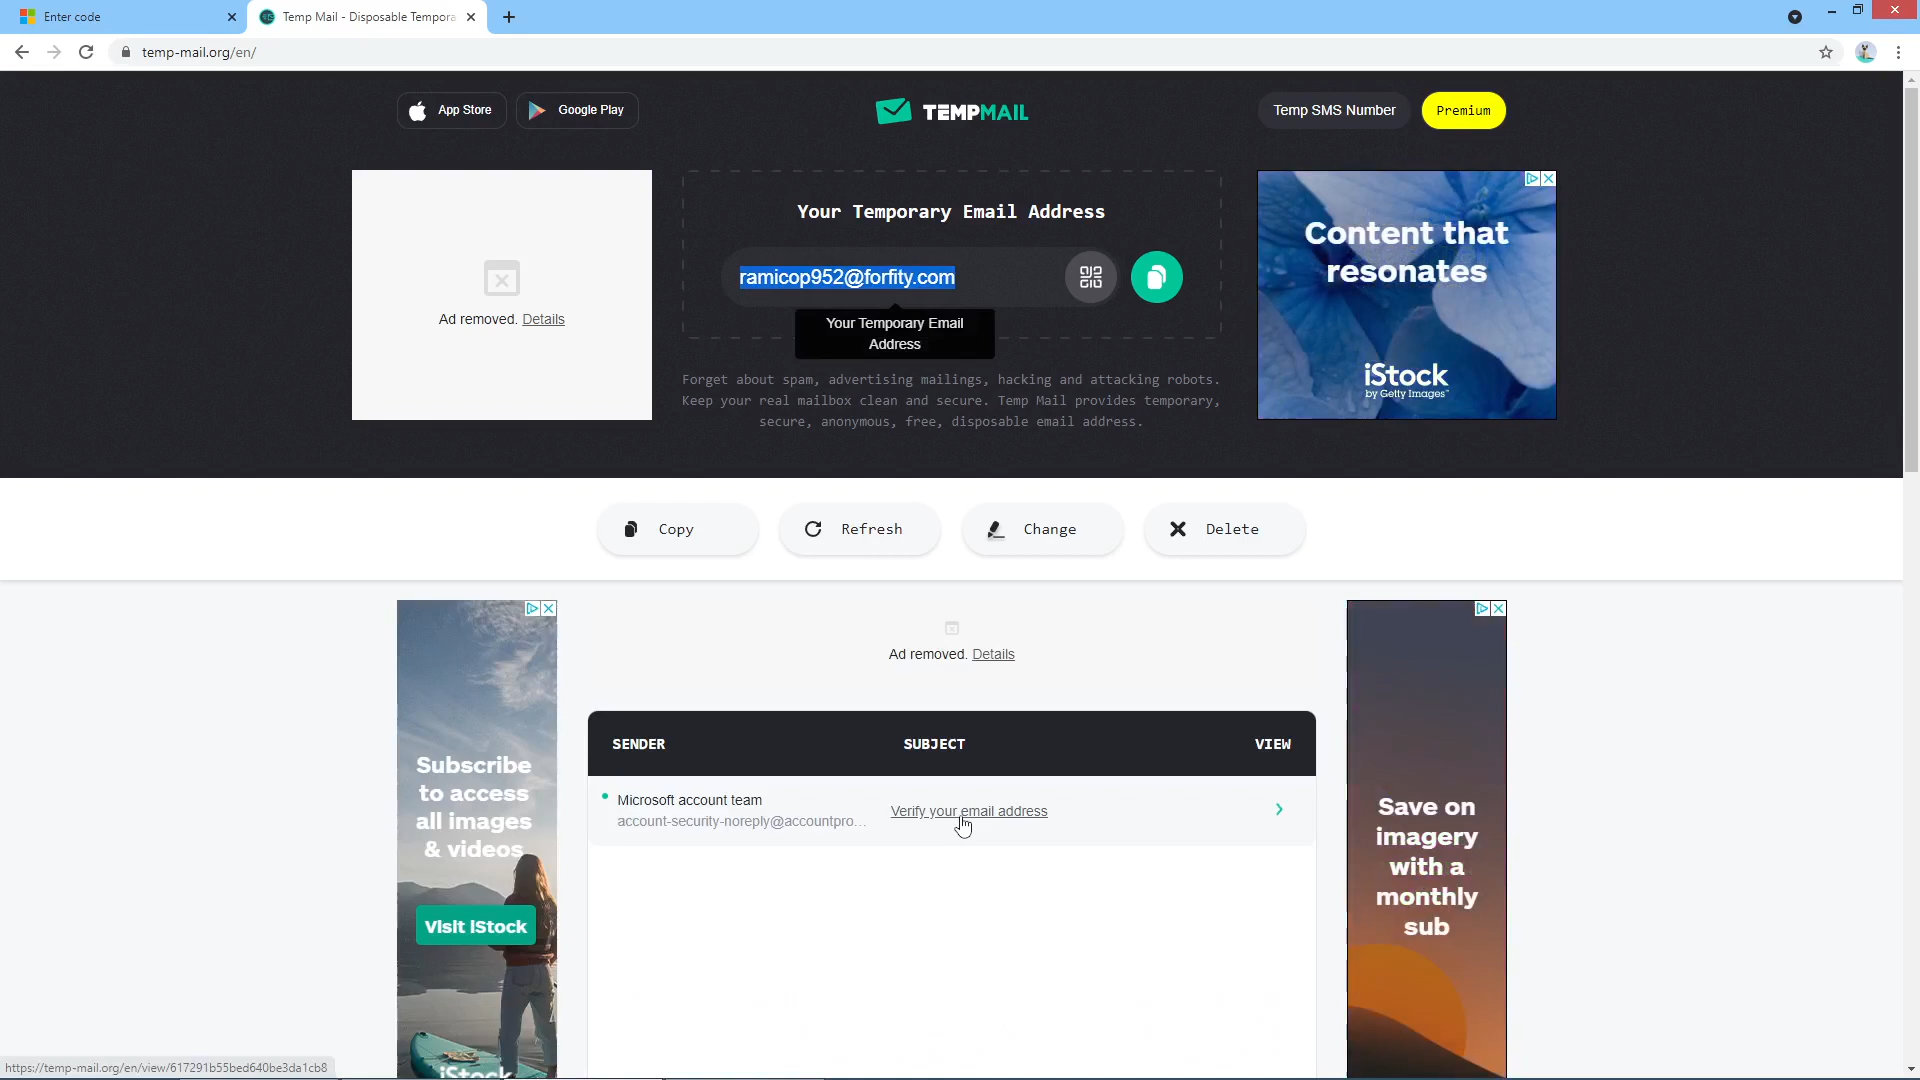 Enter code
Temp Mail - Disposable Tempora
temp-mail.org/en/
App Store
Google Play
TEMPMAIL
Temp SMS Number
Premium
Your Temporary Email Address
ramicop952@forfity.com
Your Temporary Email
Address
Ad removed. Details
Forget about spam, advertising mailings, hacking and attacking robots.
Keep your real mailbox clean and secure. Temp Mail provides temporary,
secure, anonymous, free, disposable email address.
Content that
resonates
iStock
by Getty Images™
Copy
Refresh
Change
Delete
Ad removed. Details
SENDER
SUBJECT
VIEW
Microsoft account team
account-security-noreply@accountpro...
Verify your email address
Subscribe
to access
all images
& videos
Visit iStock
iStock
Save on
imagery
with a
monthly
sub
https://temp-mail.org/en/view/617291b55bed640be3da1cb8